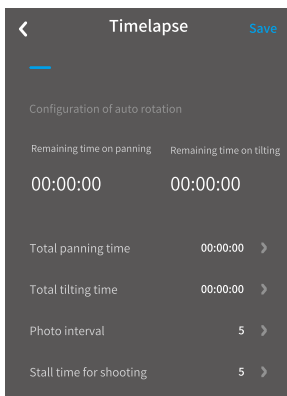 Timelapse
Save
Configuration of auto rotation
Remaining time on panning
Remaining time on tilting
00:00:00
00:00:00
Total panning time 00:00:00
Total tilting time 00:00:00
Photo interval 5
Stall time for shooting 5